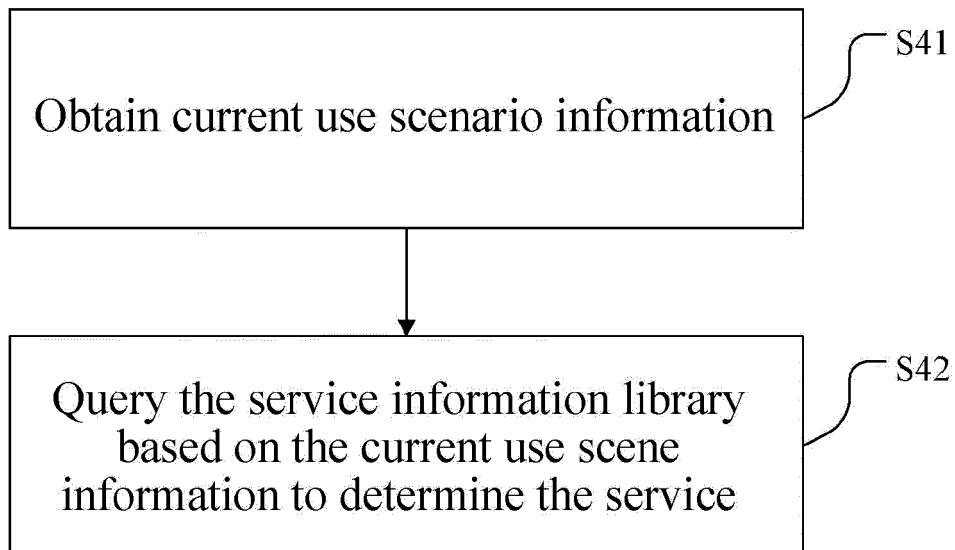 Obtain current use scenario information
S41
Query the service information library
based on the current use scene
information to determine the service
S42